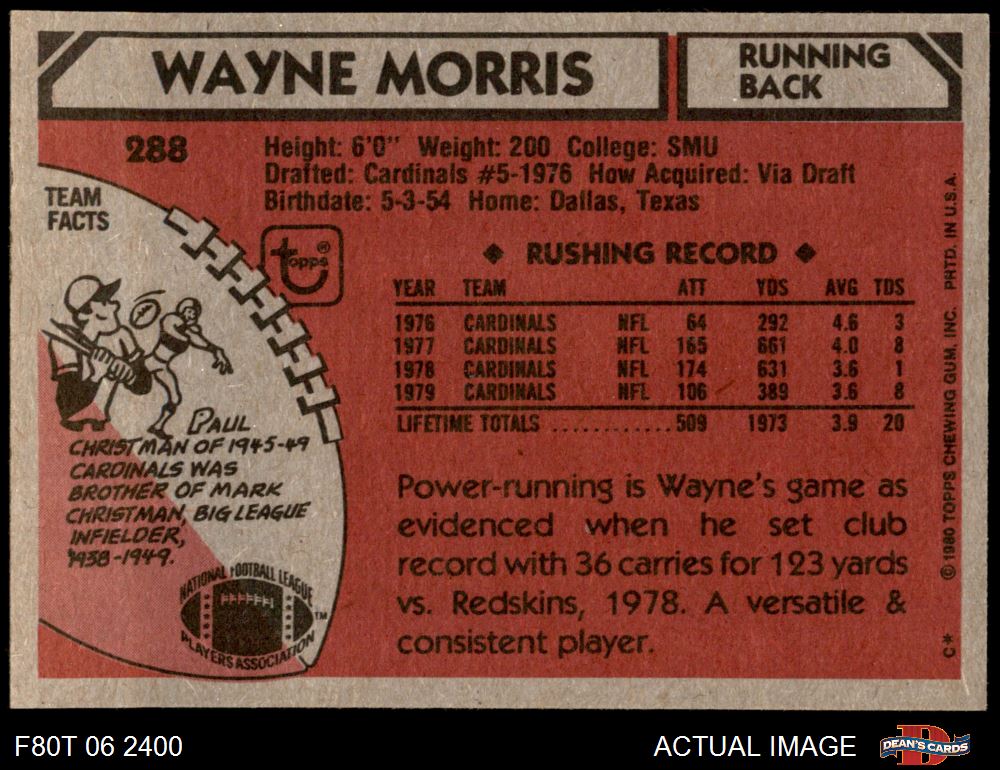 WAYNE MORRIS
RUNNING
BACK
288
Height: 6'0" Weight: 200 College: SMU
Drafted: Cardinals #5-1976 How Acquired: Via Draft
Birthdate: 5-3-54 Home: Dallas, Texas
TEAM
FACTS
topps®
◆ RUSHING RECORD ◆
YEAR TEAM ATT YDS AVG TDS
1976 CARDINALS NFL 64 292 4.6 3
1977 CARDINALS NFL 165 661 4.0 8
1978 CARDINALS NFL 174 631 3.6 1
1979 CARDINALS NFL 106 389 3.6 8
LIFETIME TOTALS ............509 1973 3.9 20
PAUL
CHRISTMAN OF 1945-49
CARDINALS WAS
BROTHER OF MARK
CHRISTMAN, BIG LEAGUE
INFIELDER,
1938-1949.
Power-running is Wayne's game as
evidenced when he set club
record with 36 carries for 123 yards
vs. Redskins, 1978. A versatile &
consistent player.
NATIONAL FOOTBALL LEAGUE
PLAYERS ASSOCIATION
TM
C* © 1980 TOPPS CHEWING GUM, INC. PRTD. IN U.S.A.
F80T 06 2400
ACTUAL IMAGE
D
DEAN'S CARDS